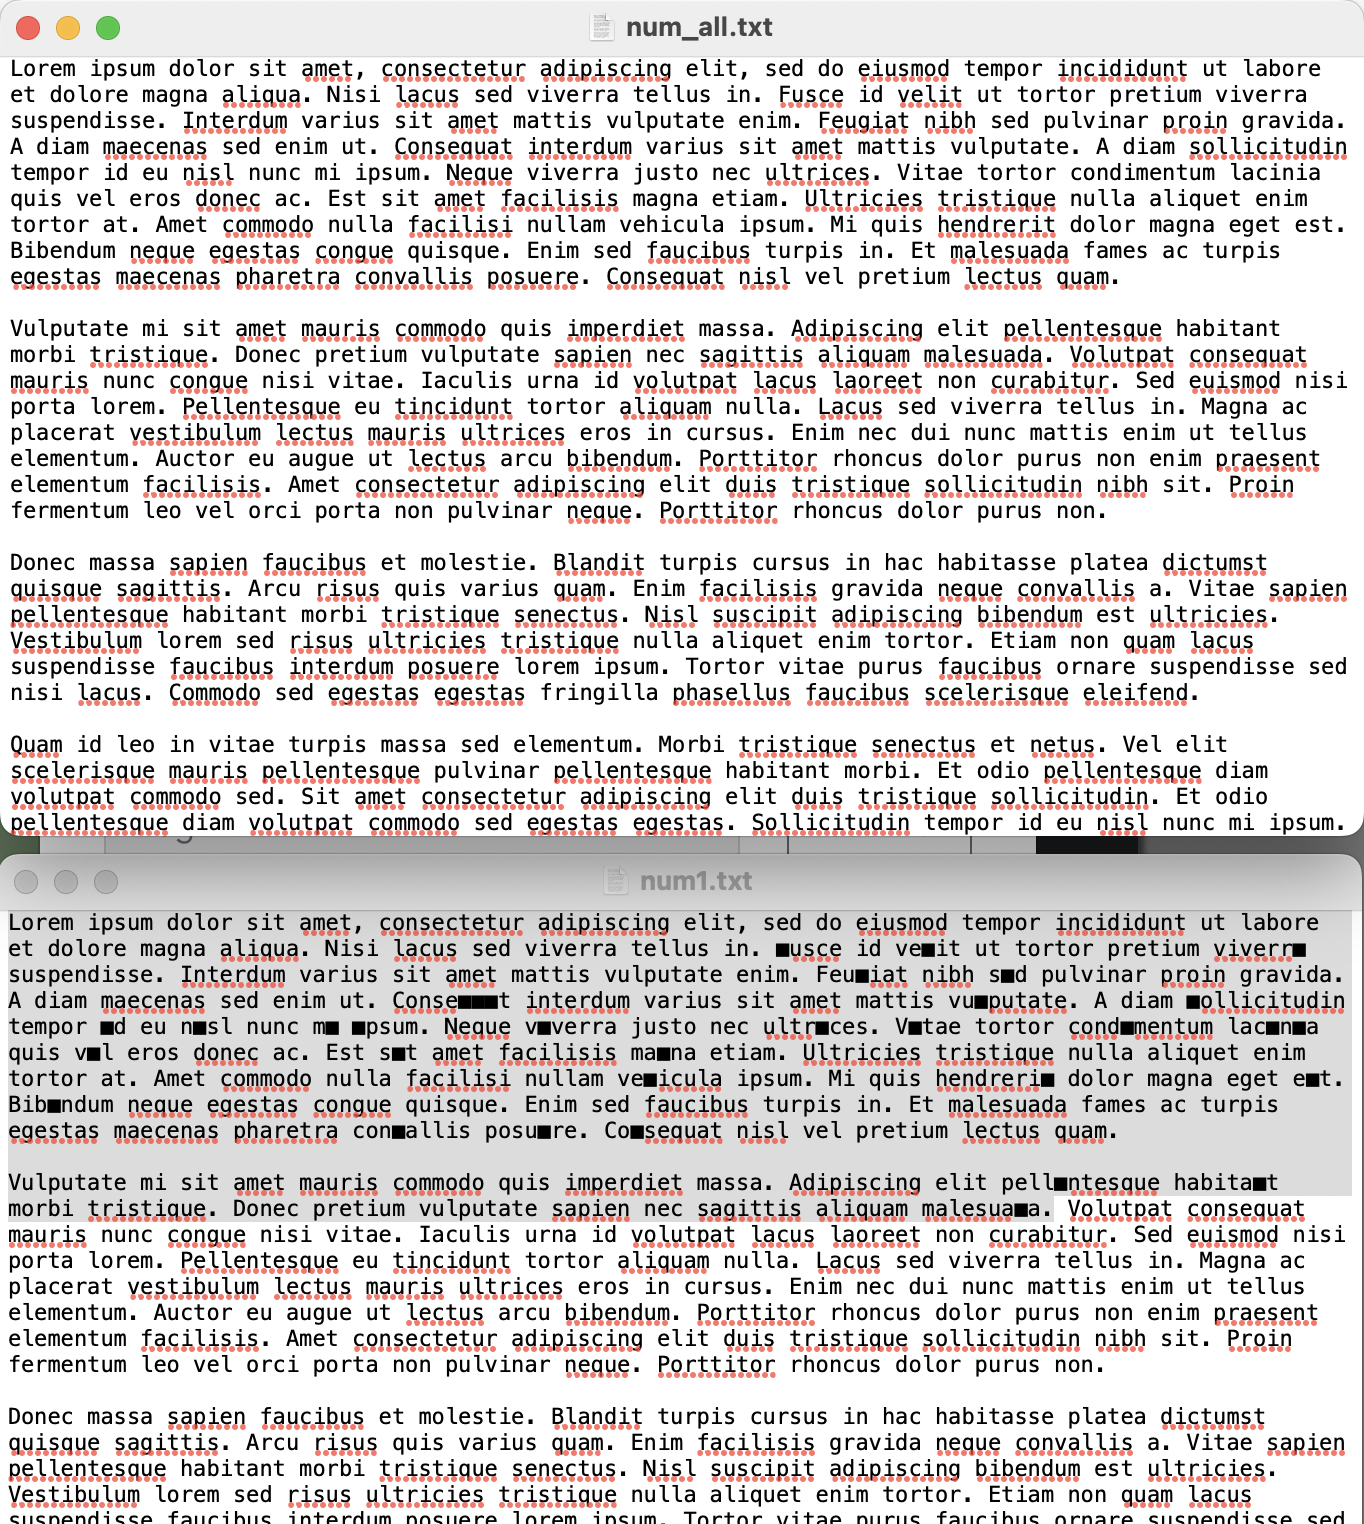 num_all.txt
Lorem ipsum dolor sit amet, consectetur adipiscing elit, sed do eiusmod tempor incididunt ut labore
et dolore magna aliqua. Nisi lacus sed viverra tellus in. Fusce id velit ut tortor pretium viverra
suspendisse. Interdum varius sit amet mattis vulputate enim. Feugiat nibh sed pulvinar proin gravida.
A diam maecenas sed enim ut. Consequat interdum varius sit amet mattis vulputate. A diam sollicitudin
tempor id eu nisl nunc mi ipsum. Neque viverra justo nec ultrices. Vitae tortor condimentum lacinia
quis vel eros donec ac. Est sit amet facilisis magna etiam. Ultricies tristique nulla aliquet enim
tortor at. Amet commodo nulla facilisi nullam vehicula ipsum. Mi quis hendrerit dolor magna eget est.
Bibendum neque egestas congue quisque. Enim sed faucibus turpis in. Et malesuada fames ac turpis
egestas maecenas pharetra convallis posuere. Consequat nisl vel pretium lectus quam.
Vulputate mi sit amet mauris commodo quis imperdiet massa. Adipiscing elit pellentesque habitant
morbi tristique. Donec pretium vulputate sapien nec sagittis aliquam malesuada. Volutpat consequat
mauris nunc congue nisi vitae. Iaculis urna id volutpat lacus laoreet non curabitur. Sed euismod nisi
porta lorem. Pellentesque eu tincidunt tortor aliquam nulla. Lacus sed viverra tellus in. Magna ac
placerat vestibulum lectus mauris ultrices eros in cursus. Enim nec dui nunc mattis enim ut tellus
elementum. Auctor eu augue ut lectus arcu bibendum. Porttitor rhoncus dolor purus non enim praesent
elementum facilisis. Amet consectetur adipiscing elit duis tristique sollicitudin nibh sit. Proin
fermentum leo vel orci porta non pulvinar neque. Porttitor rhoncus dolor purus non.
Donec massa sapien faucibus et molestie. Blandit turpis cursus in hac habitasse platea dictumst
quisque sagittis. Arcu risus quis varius quam. Enim facilisis gravida neque convallis a. Vitae sapien
pellentesque habitant morbi tristique senectus. Nisl suscipit adipiscing bibendum est ultricies.
Vestibulum lorem sed risus ultricies tristique nulla aliquet enim tortor. Etiam non quam lacus
suspendisse faucibus interdum posuere lorem ipsum. Tortor vitae purus faucibus ornare suspendisse sed
nisi lacus. Commodo sed egestas egestas fringilla phasellus faucibus scelerisque eleifend.
Quam id leo in vitae turpis massa sed elementum. Morbi tristique senectus et netus. Vel elit
scelerisque mauris pellentesque pulvinar pellentesque habitant morbi. Et odio pellentesque diam
volutpat commodo sed. Sit amet consectetur adipiscing elit duis tristique sollicitudin. Et odio
pellentesque diam volutpat commodo sed egestas egestas. Sollicitudin tempor id eu nisl nunc mi ipsum.
num1.txt
Lorem ipsum dolor sit amet, consectetur adipiscing elit, sed do eiusmod tempor incididunt ut labore
et dolore magna aliqua. Nisi lacus sed viverra tellus in. ■usce id ve■it ut tortor pretium viverr■
suspendisse. Interdum varius sit amet mattis vulputate enim. Feu■iat nibh s■d pulvinar proin gravida.
A diam maecenas sed enim ut. Conse■■■t interdum varius sit amet mattis vu■putate. A diam ■ollicitudin
tempor ■d eu n■sl nunc m■ ■psum. Neque v■verra justo nec ultr■ces. V■tae tortor cond■mentum lac■n■a
quis v■l eros donec ac. Est s■t amet facilisis ma■na etiam. Ultricies tristique nulla aliquet enim
tortor at. Amet commodo nulla facilisi nullam ve■icula ipsum. Mi quis hendreri■ dolor magna eget e■t.
Bib■ndum neque egestas congue quisque. Enim sed faucibus turpis in. Et malesuada fames ac turpis
egestas maecenas pharetra con■allis posu■re. Co■sequat nisl vel pretium lectus quam.
Vulputate mi sit amet mauris commodo quis imperdiet massa. Adipiscing elit pell■ntesque habita■t
morbi tristique. Donec pretium vulputate sapien nec sagittis aliquam malesua■a. Volutpat consequat
mauris nunc congue nisi vitae. Iaculis urna id volutpat lacus laoreet non curabitur. Sed euismod nisi
porta lorem. Pellentesque eu tincidunt tortor aliquam nulla. Lacus sed viverra tellus in. Magna ac
placerat vestibulum lectus mauris ultrices eros in cursus. Enim nec dui nunc mattis enim ut tellus
elementum. Auctor eu augue ut lectus arcu bibendum. Porttitor rhoncus dolor purus non enim praesent
elementum facilisis. Amet consectetur adipiscing elit duis tristique sollicitudin nibh sit. Proin
fermentum leo vel orci porta non pulvinar neque. Porttitor rhoncus dolor purus non.
Donec massa sapien faucibus et molestie. Blandit turpis cursus in hac habitasse platea dictumst
quisque sagittis. Arcu risus quis varius quam. Enim facilisis gravida neque convallis a. Vitae sapien
pellentesque habitant morbi tristique senectus. Nisl suscipit adipiscing bibendum est ultricies.
Vestibulum lorem sed risus ultricies tristique nulla aliquet enim tortor. Etiam non quam lacus
suspendisse faucibus interdum posuere lorem ipsum. Tortor vitae purus faucibus ornare suspendisse sed